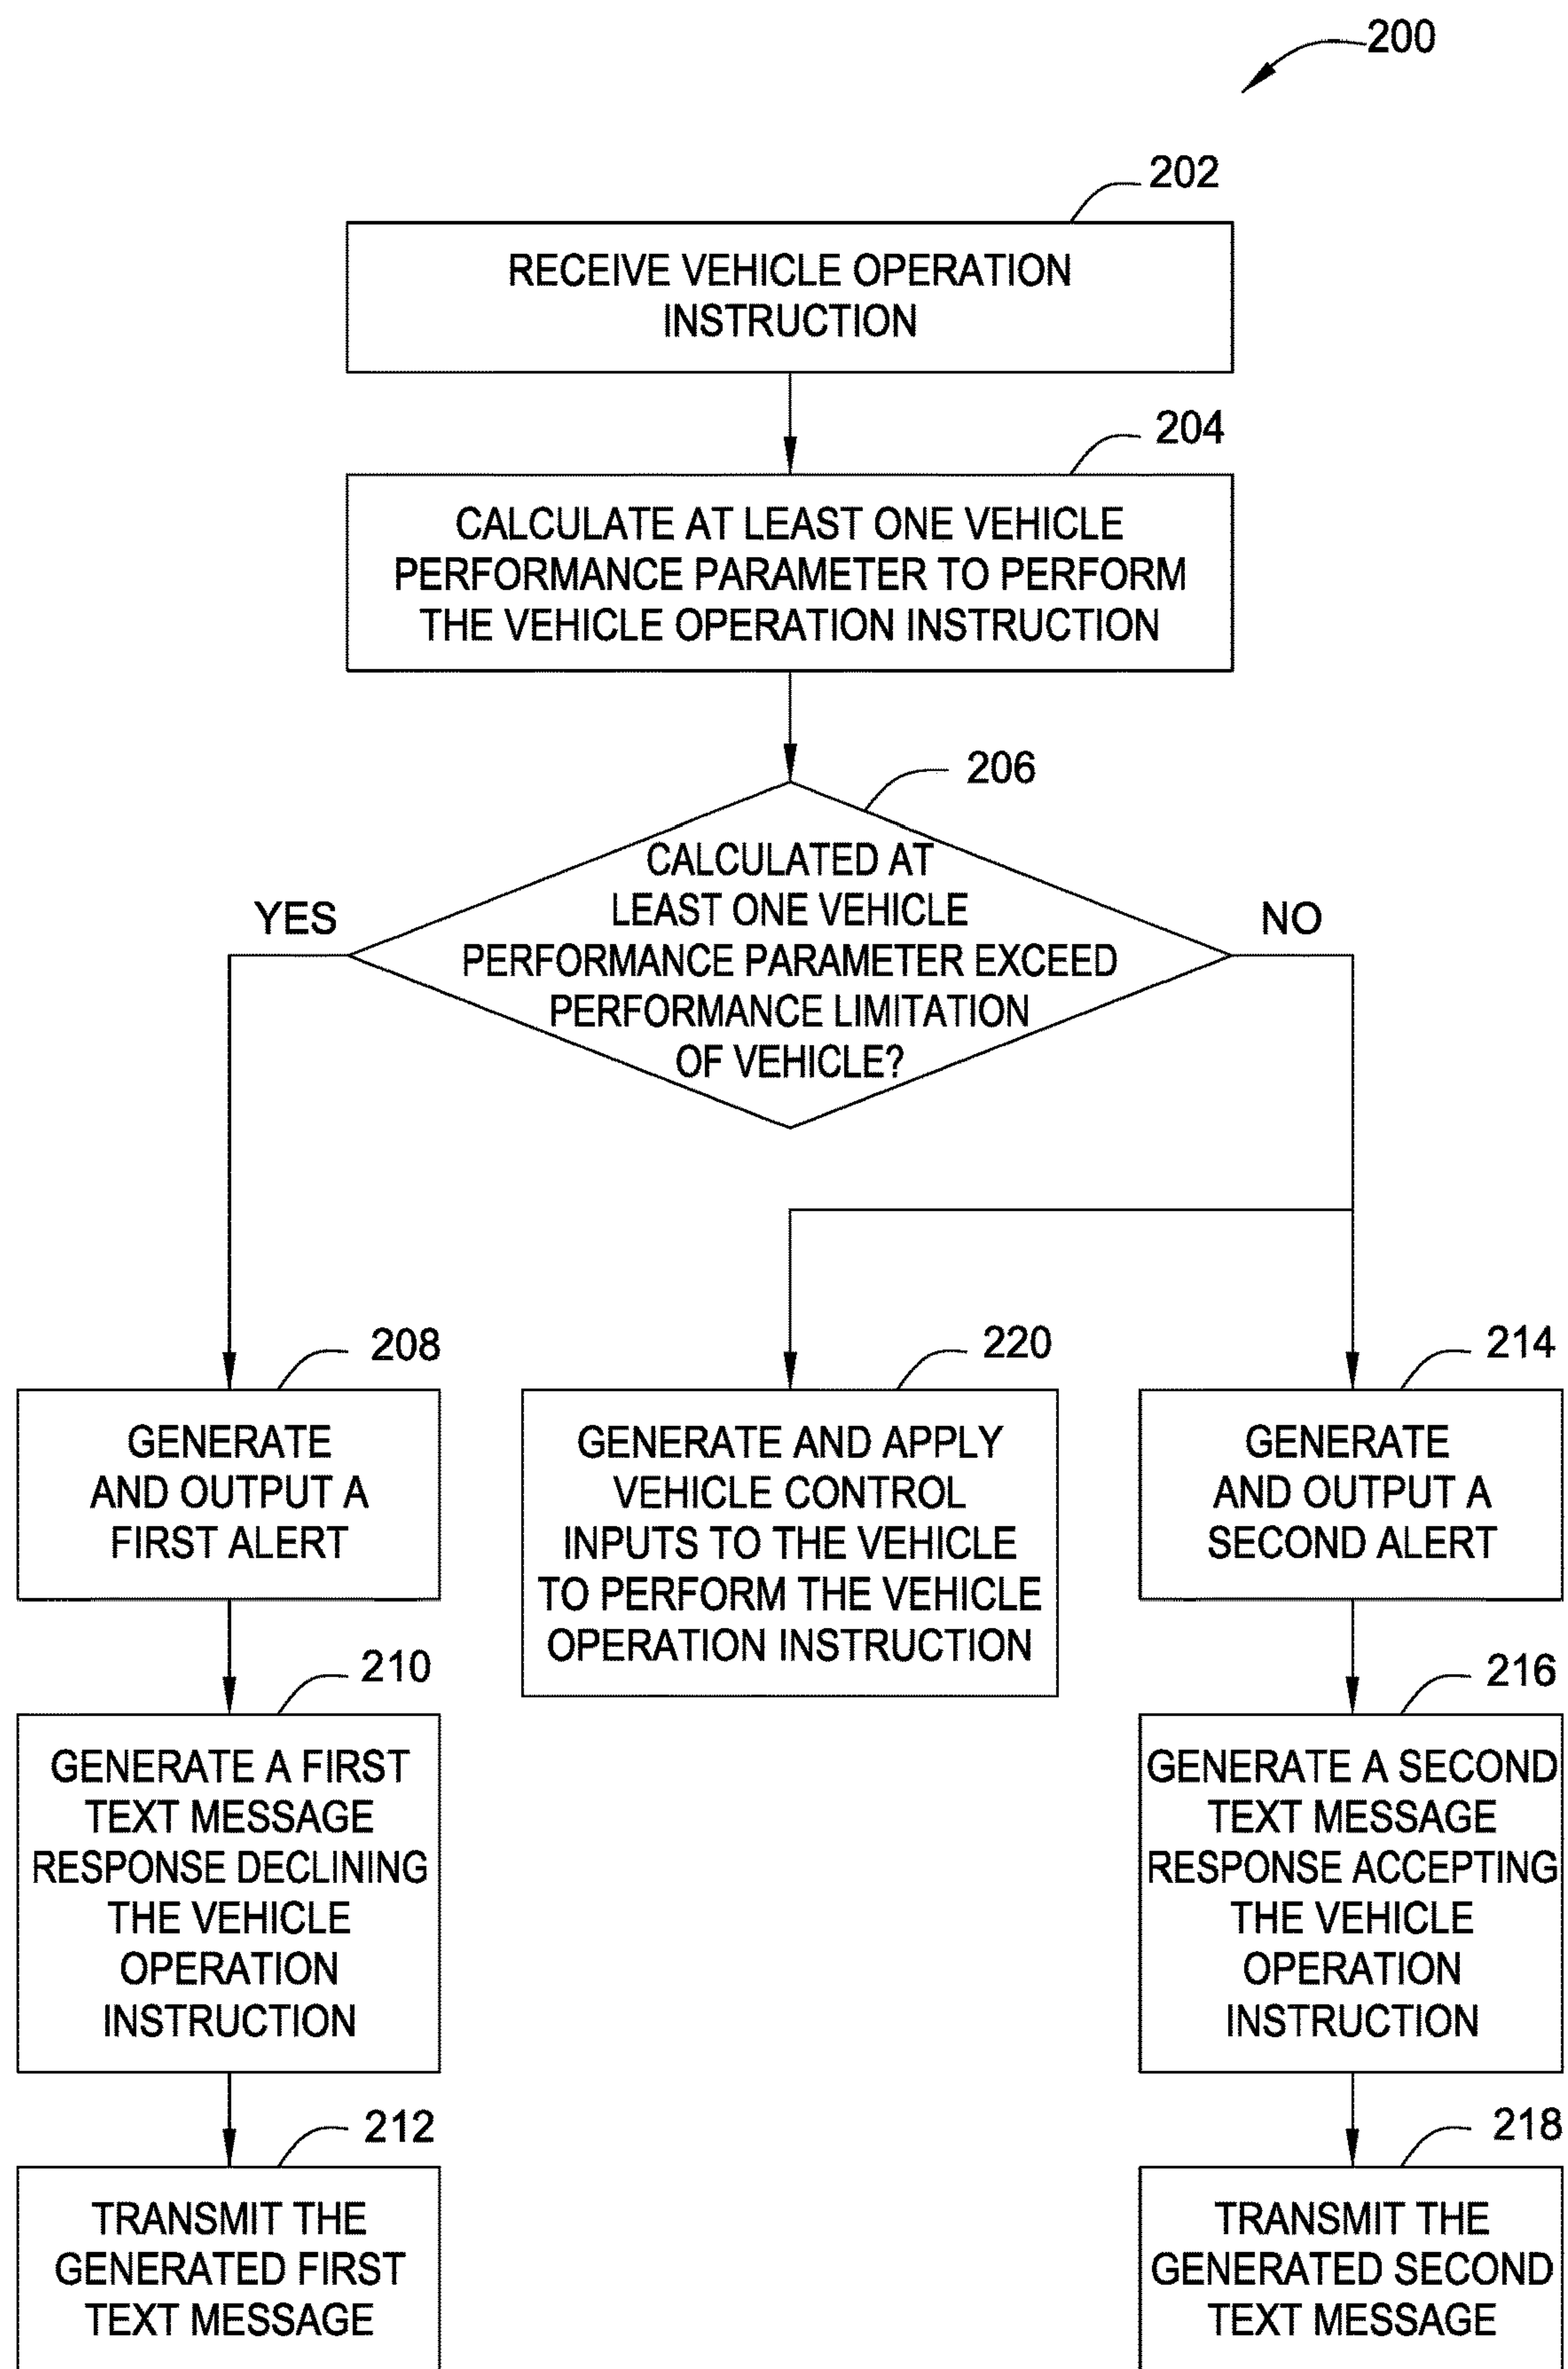 200
202
RECEIVE VEHICLE OPERATION
INSTRUCTION
204
CALCULATE AT LEAST ONE VEHICLE
PERFORMANCE PARAMETER TO PERFORM
THE VEHICLE OPERATION INSTRUCTION
206
CALCULATED AT
LEAST ONE VEHICLE
PERFORMANCE PARAMETER EXCEED
PERFORMANCE LIMITATION
OF VEHICLE?
YES
NO
208
GENERATE
AND OUTPUT A
FIRST ALERT
220
GENERATE AND APPLY
VEHICLE CONTROL
INPUTS TO THE VEHICLE
TO PERFORM THE VEHICLE
OPERATION INSTRUCTION
214
GENERATE
AND OUTPUT A
SECOND ALERT
210
GENERATE A FIRST
TEXT MESSAGE
RESPONSE DECLINING
THE VEHICLE
OPERATION
INSTRUCTION
216
GENERATE A SECOND
TEXT MESSAGE
RESPONSE ACCEPTING
THE VEHICLE
OPERATION
INSTRUCTION
212
TRANSMIT THE
GENERATED FIRST
TEXT MESSAGE
218
TRANSMIT THE
GENERATED SECOND
TEXT MESSAGE